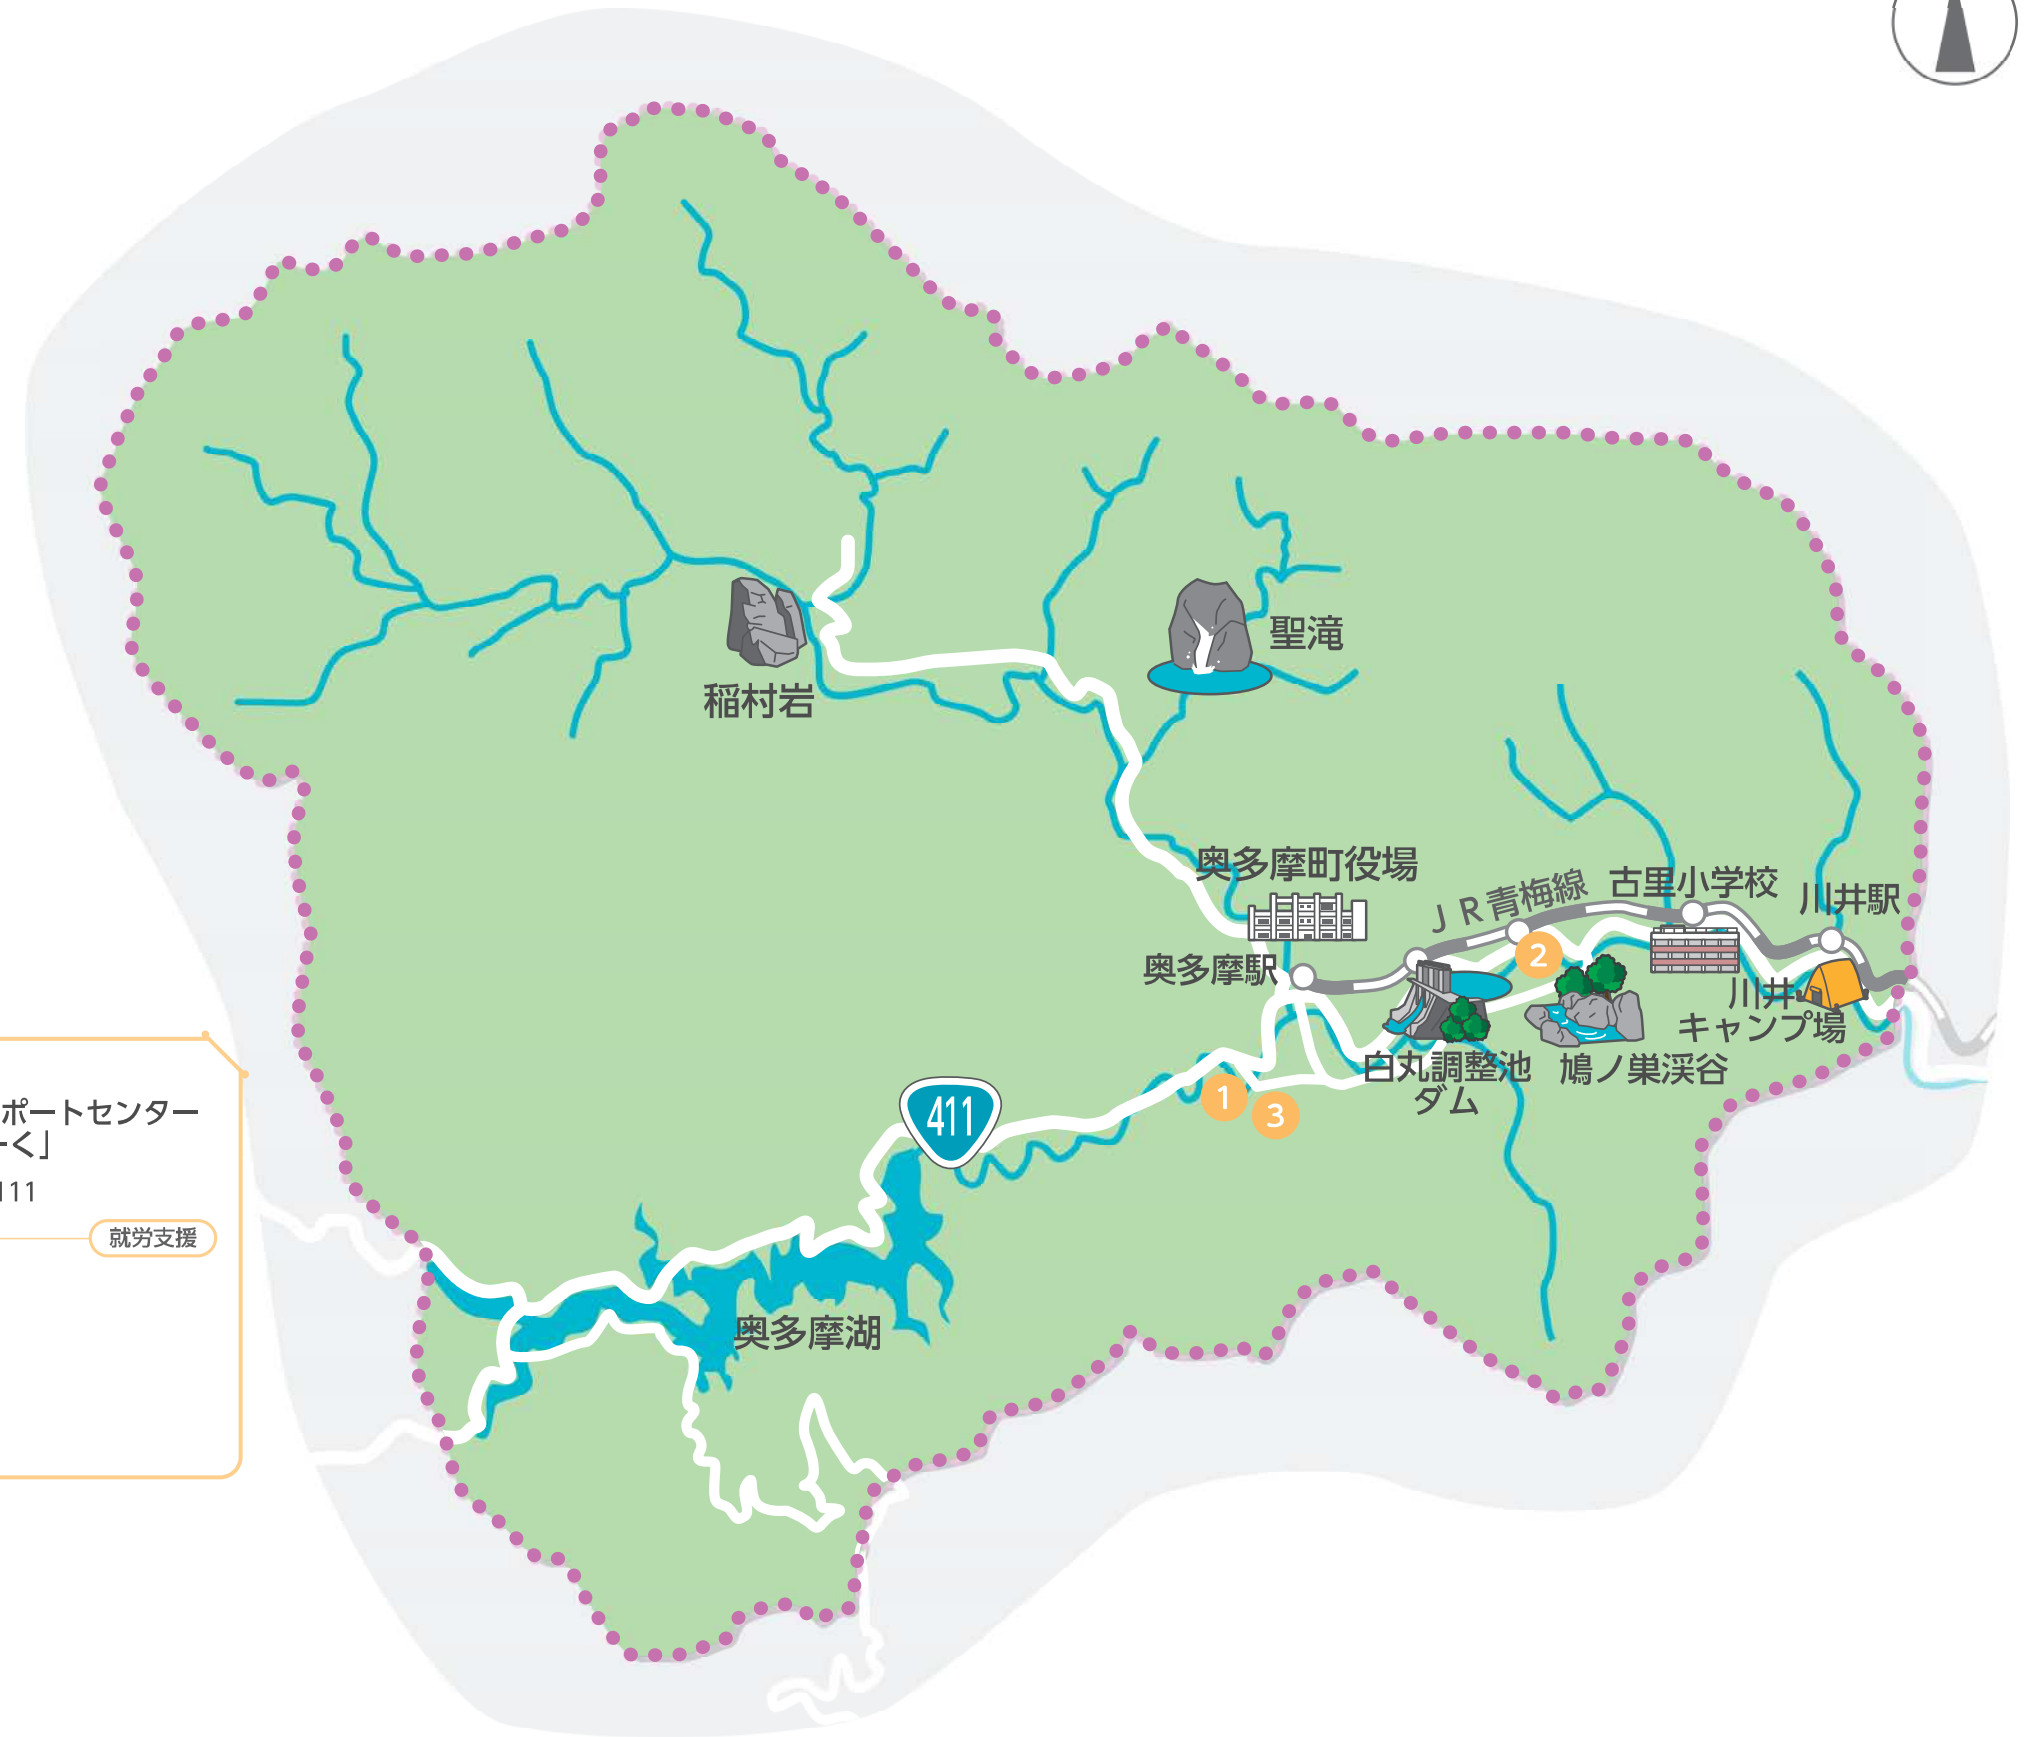 聖滝
稲村岩
奥多摩町役場
JR青梅線
古里小学校
川井駅
奥多摩駅
2
川井
キャンプ場
白丸調整池
ダム
鳩ノ巣渓谷
1
3
411
ポートセンター
ーく」
111
就労支援
奥多摩湖